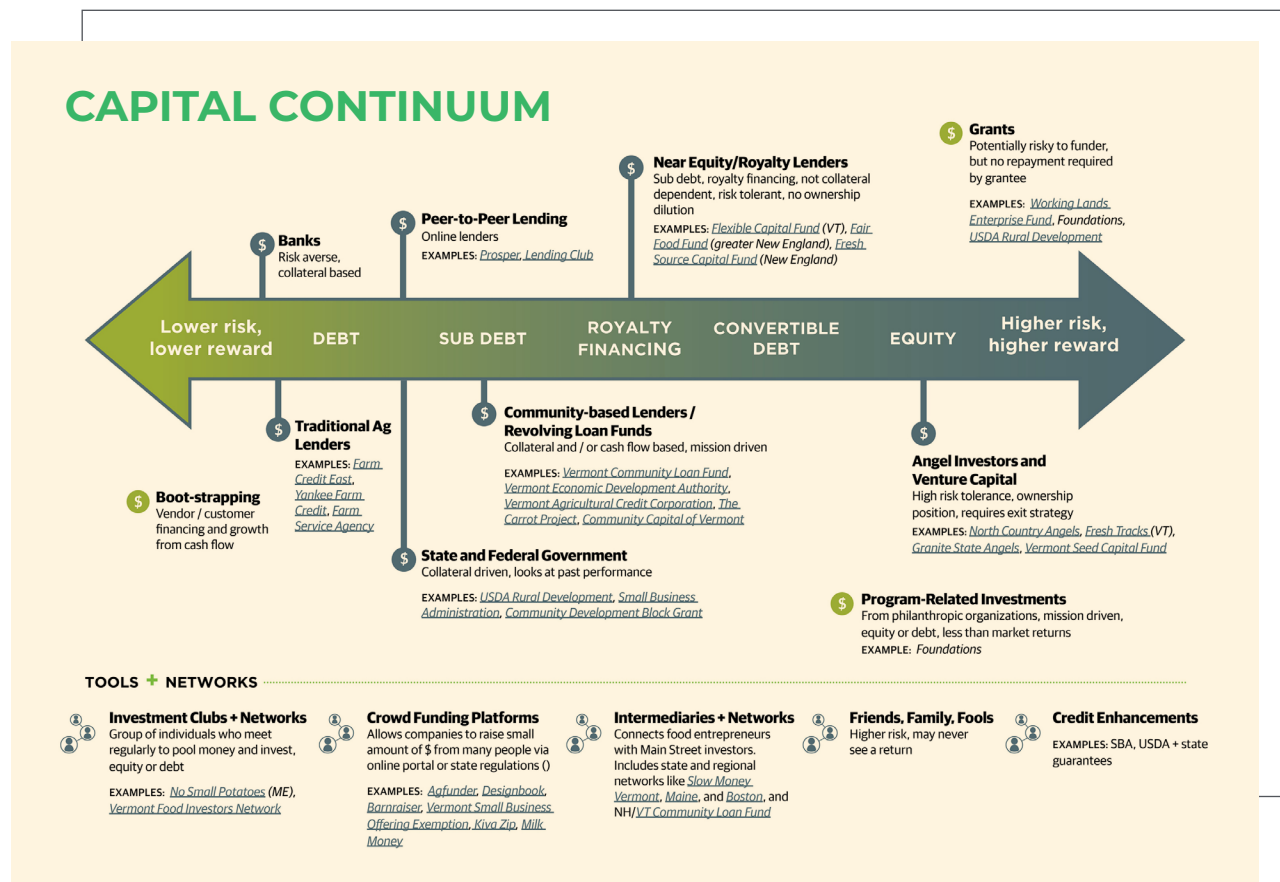 CAPITAL CONTINUUM
$
Grants
Potentially risky to funder,
but no repayment required
by grantee
EXAMPLES: Working Lands
Enterprise Fund, Foundations,
USDA Rural Development
$
Near Equity/Royalty Lenders
Sub debt, royalty financing, not collateral
dependent, risk tolerant, no ownership
dilution
EXAMPLES: Flexible Capital Fund (VT), Fair
Food Fund (greater New England), Fresh
Source Capital Fund (New England)
$
Peer-to-Peer Lending
Online lenders
EXAMPLES: Prosper, Lending Club
$
Banks
Risk averse,
collateral based
Lower risk,
lower reward
DEBT
SUB DEBT
ROYALTY
FINANCING
CONVERTIBLE
DEBT
EQUITY
Higher risk,
higher reward
$
Traditional Ag
Lenders
EXAMPLES: Farm
Credit East,
Yankee Farm
Credit, Farm
Service Agency
$
Boot-strapping
Vendor / customer
financing and growth
from cash flow
$
Community-based Lenders /
Revolving Loan Funds
Collateral and / or cash flow based, mission driven
EXAMPLES: Vermont Community Loan Fund,
Vermont Economic Development Authority,
Vermont Agricultural Credit Corporation, The
Carrot Project, Community Capital of Vermont
$
State and Federal Government
Collateral driven, looks at past performance
EXAMPLES: USDA Rural Development, Small Business
Administration, Community Development Block Grant
$
Angel Investors and
Venture Capital
High risk tolerance, ownership
position, requires exit strategy
EXAMPLES: North Country Angels, Fresh Tracks (VT),
Granite State Angels, Vermont Seed Capital Fund
$
Program-Related Investments
From philanthropic organizations, mission driven,
equity or debt, less than market returns
EXAMPLE: Foundations
TOOLS + NETWORKS
Investment Clubs + Networks
Group of individuals who meet
regularly to pool money and invest,
equity or debt
EXAMPLES: No Small Potatoes (ME),
Vermont Food Investors Network
Crowd Funding Platforms
Allows companies to raise small
amount of $ from many people via
online portal or state regulations ()
EXAMPLES: Agfunder, Designbook,
Barnraiser, Vermont Small Business
Offering Exemption, Kiva Zip, Milk
Money
Intermediaries + Networks
Connects food entrepreneurs
with Main Street investors.
Includes state and regional
networks like Slow Money
Vermont, Maine, and Boston, and
NH/VT Community Loan Fund
Friends, Family, Fools
Higher risk, may never
see a return
Credit Enhancements
EXAMPLES: SBA, USDA + state
guarantees